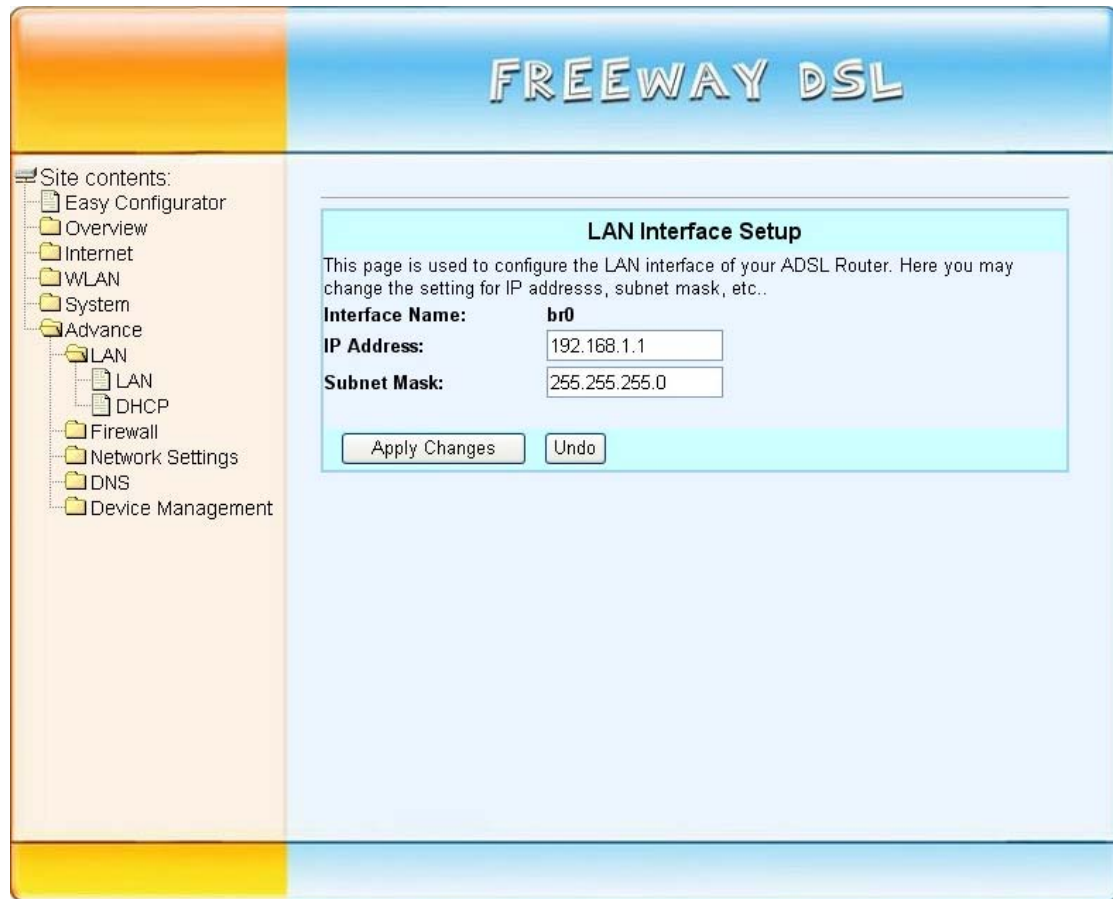 FREEWAY DSL
Site contents:
Easy Configurator
Overview
Internet
WLAN
System
Advance
LAN
LAN
DHCP
Firewall
Network Settings
DNS
Device Management
LAN Interface Setup
This page is used to configure the LAN interface of your ADSL Router. Here you may
change the setting for IP addresss, subnet mask, etc..
Interface Name: br0
IP Address: 192.168.1.1
Subnet Mask: 255.255.255.0
Apply Changes Undo